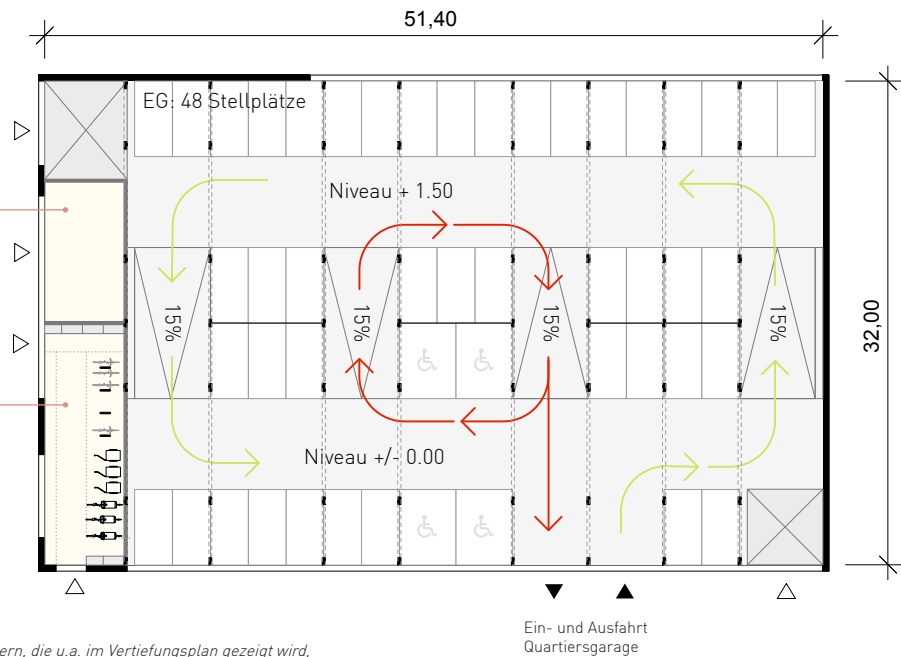 51,40
EG: 48 Stellplätze
Niveau + 1.50
15%
15%
15%
15%
32,00
Niveau +/- 0.00
Ein- und Ausfahrt
Quartiersgarage
ern, die u.a. im Vertiefungsplan gezeigt wird,